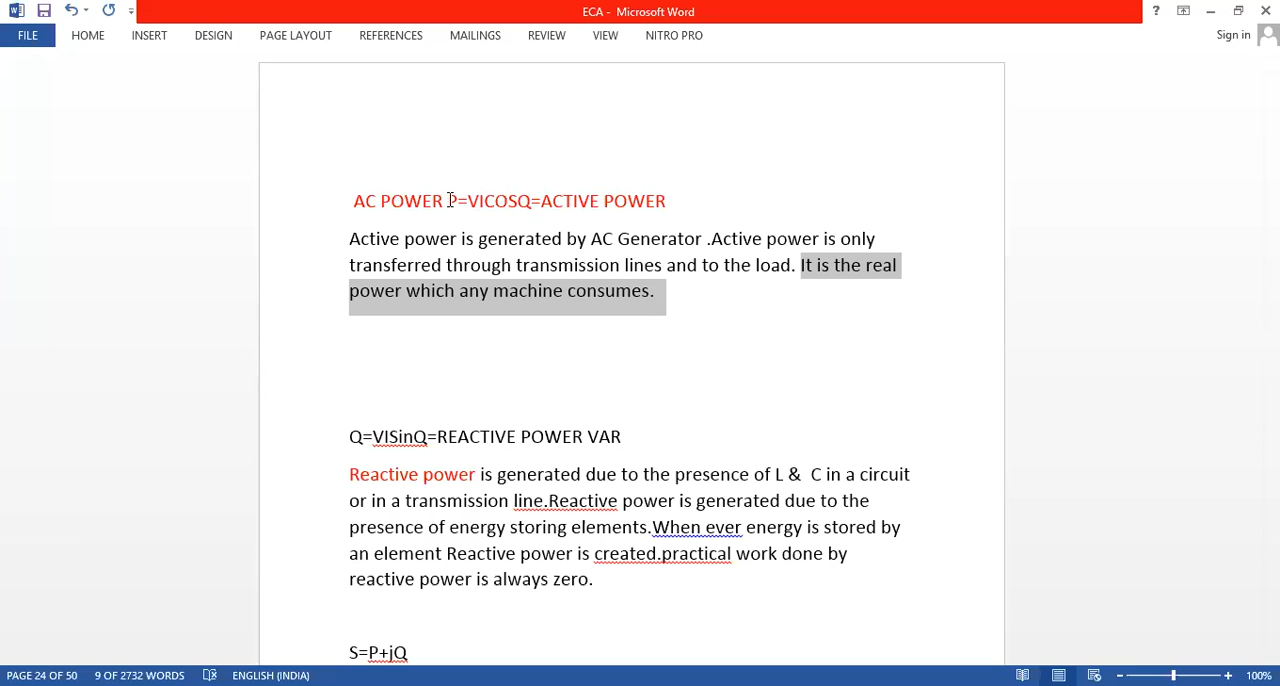 ECA - Microsoft Word
?
FILE HOME INSERT DESIGN PAGE LAYOUT REFERENCES MAILINGS REVIEW VIEW NITRO PRO Sign in
AC POWER P=VICOSQ=ACTIVE POWER
Active power is generated by AC Generator .Active power is only
transferred through transmission lines and to the load. It is the real
power which any machine consumes.
Q=VISinQ=REACTIVE POWER VAR
Reactive power is generated due to the presence of L & C in a circuit
or in a transmission line.Reactive power is generated due to the
presence of energy storing elements.When ever energy is stored by
an element Reactive power is created.practical work done by
reactive power is always zero.
S=P+jQ
PAGE 24 OF 50 9 OF 2732 WORDS ENGLISH (INDIA) 100%